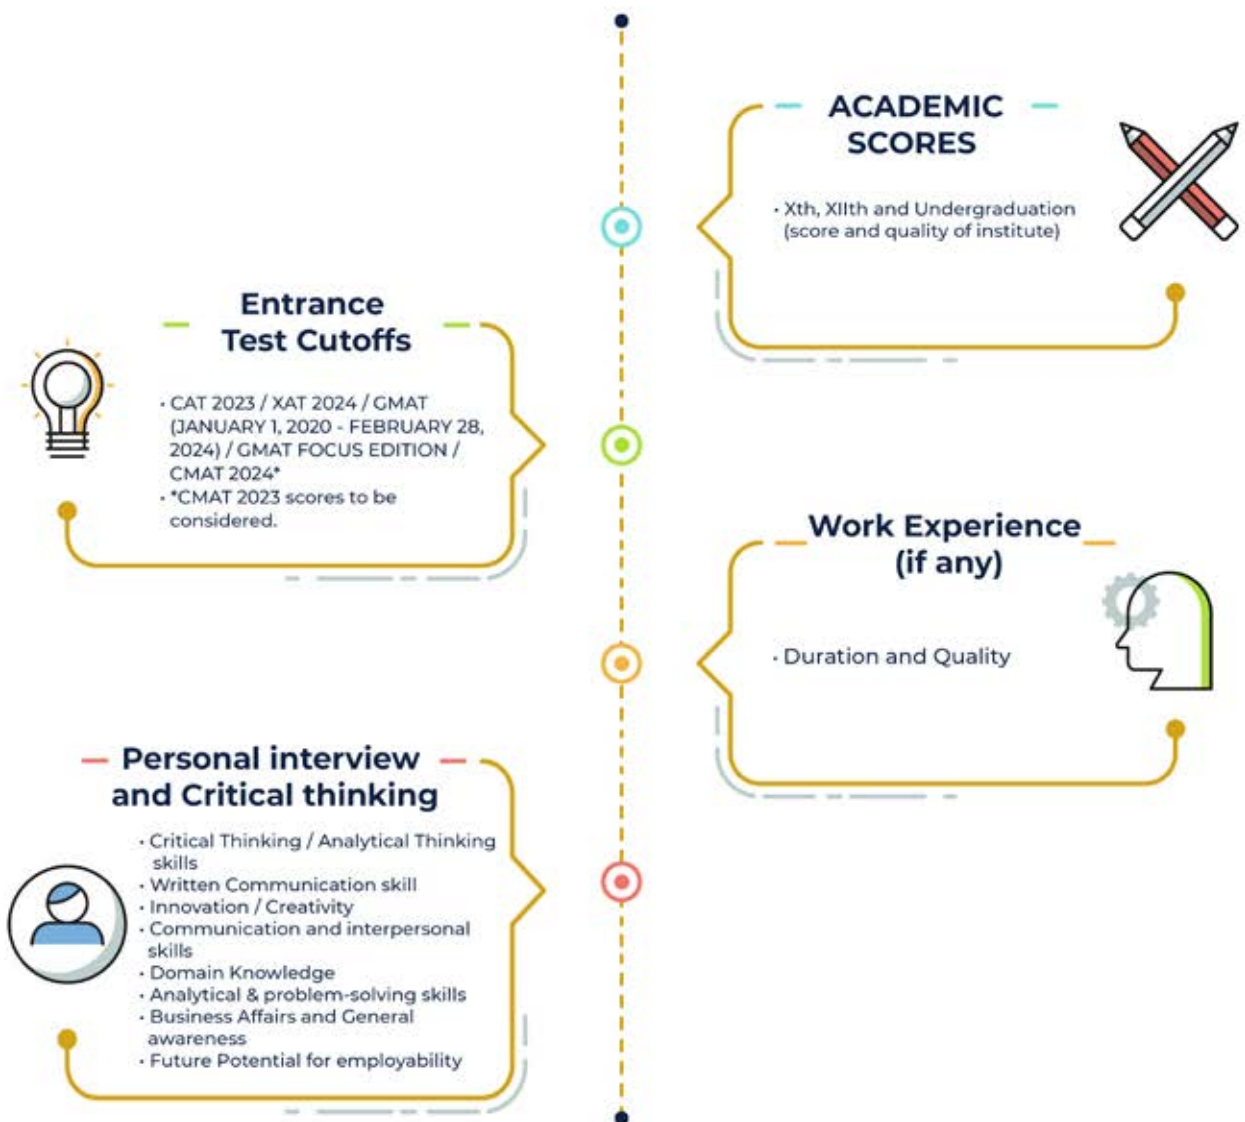 ACADEMIC
SCORES
· Xth, XIIth and Undergraduation
(score and quality of institute)
Entrance
Test Cutoffs
· CAT 2023 / XAT 2024 / GMAT
(JANUARY 1, 2020 - FEBRUARY 28,
2024) / GMAT FOCUS EDITION /
CMAT 2024*
· *CMAT 2023 scores to be
considered.
Work Experience
(if any)
· Duration and Quality
Personal interview
and Critical thinking
· Critical Thinking / Analytical Thinking
skills
· Written Communication skill
· Innovation / Creativity
· Communication and interpersonal
skills
· Domain Knowledge
· Analytical & problem-solving skills
· Business Affairs and General
awareness
· Future Potential for employability